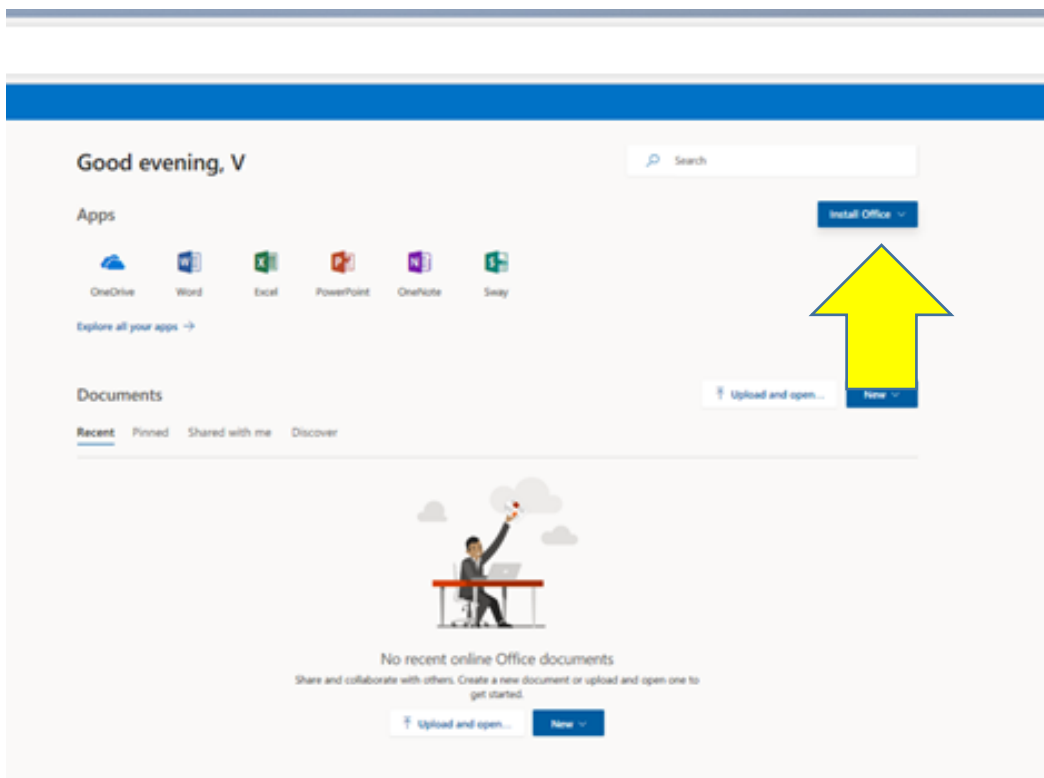 Good evening, V
Search
Apps
Install Office
OneDrive Word Excel PowerPoint OneNote Sway
Explore all your apps →
Documents
Upload and open... New
Recent Pinned Shared with me Discover
No recent online Office documents
Share and collaborate with others. Create a new document or upload and open one to
get started.
Upload and open... New